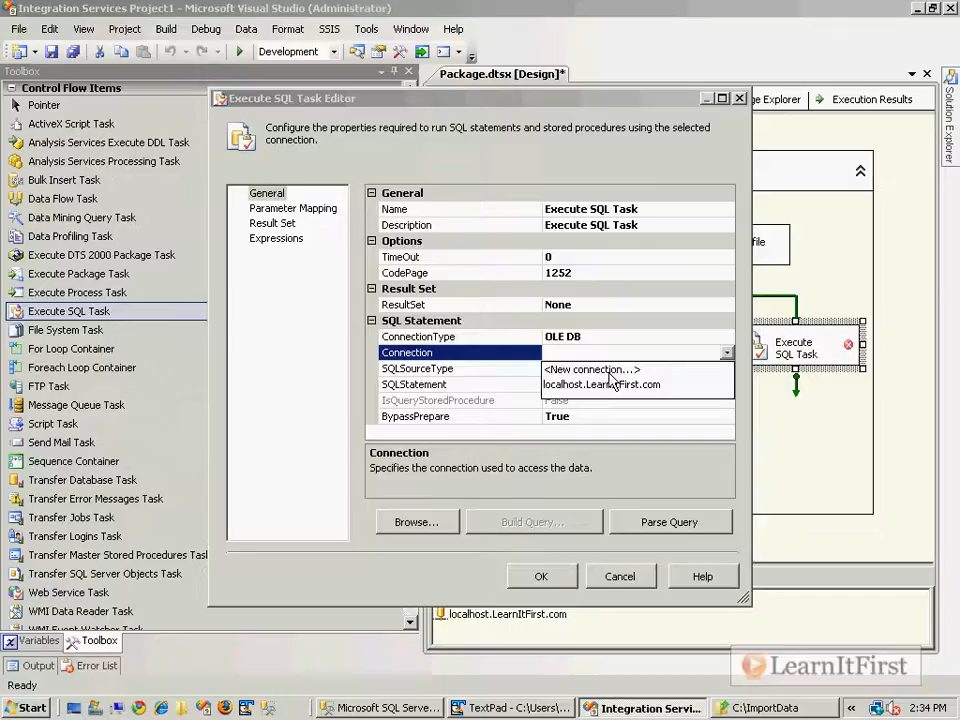 Integration Services Project1 - Microsoft Visual Studio (Administrator)
File Edit View Project Build Debug Data Format SSIS Tools Window Help
Development
Toolbox
Package.dtsx [Design]*
Control Flow Items
Pointer
ActiveX Script Task
Analysis Services Execute DDL Task
Analysis Services Processing Task
Bulk Insert Task
Data Flow Task
Data Mining Query Task
Data Profiling Task
Execute DTS 2000 Package Task
Execute Package Task
Execute Process Task
Execute SQL Task
File System Task
For Loop Container
Foreach Loop Container
FTP Task
Message Queue Task
Script Task
Send Mail Task
Sequence Container
Transfer Database Task
Transfer Error Messages Task
Transfer Jobs Task
Transfer Logins Task
Transfer Master Stored Procedures Tas
Transfer SQL Server Objects Task
Web Service Task
WMI Data Reader Task
Variables Toolbox
Output Error List
Ready
Execute SQL Task Editor
Configure the properties required to run SQL statements and stored procedures using the selected
connection.
General
Parameter Mapping
Result Set
Expressions
General
Name Execute SQL Task
Description Execute SQL Task
Options
TimeOut 0
CodePage 1252
Result Set
ResultSet None
SQL Statement
ConnectionType OLE DB
Connection
SQLSourceType <New connection...>
SQLStatement localhost.LearnItFirst.com
IsQueryStoredProcedure False
BypassPrepare True
Connection
Specifies the connection used to access the data.
Browse... Build Query... Parse Query
OK Cancel Help
ge Explorer Execution Results
Solution Explorer
file
Execute
SQL Task
localhost.LearnItFirst.com
LearnItFirst
Start Microsoft SQL Serve... TextPad - C:\Users\... Integration Servi... C:\ImportData « 2:34 PM